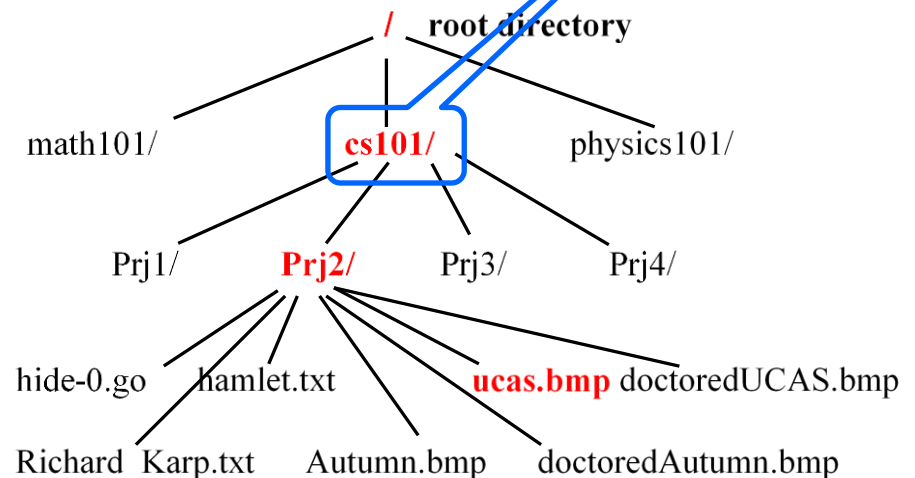 / root directory
math101/ cs101/ physics101/
Prj1/ Prj2/ Prj3/ Prj4/
hide-0.go hamlet.txt ucas.bmp doctoredUCAS.bmp
Richard Karp.txt Autumn.bmp doctoredAutumn.bmp